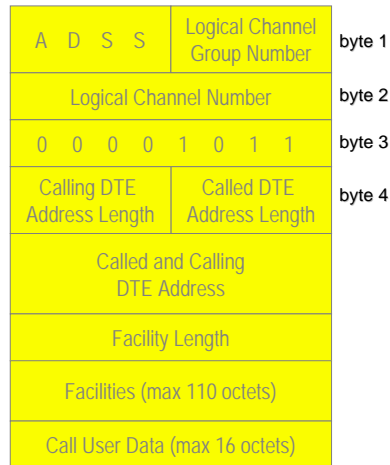 A D S S
Logical Channel
Group Number
byte 1
Logical Channel Number
byte 2
0 0 0 0 1 0 1 1
byte 3
Calling DTE
Address Length
Called DTE
Address Length
byte 4
Called and Calling
DTE Address
Facility Length
Facilities (max 110 octets)
Call User Data (max 16 octets)